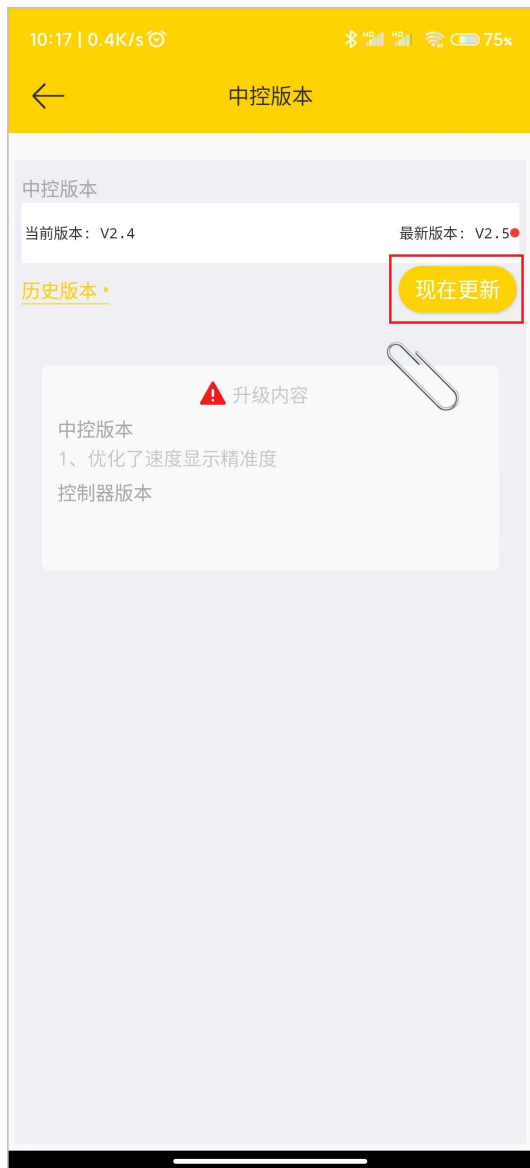 10:17 | 0.4K/s
HD HD 75%
中控版本
中控版本
当前版本: V2.4 最新版本: V2.5
历史版本
现在更新
升级内容
中控版本
1、优化了速度显示精准度
控制器版本